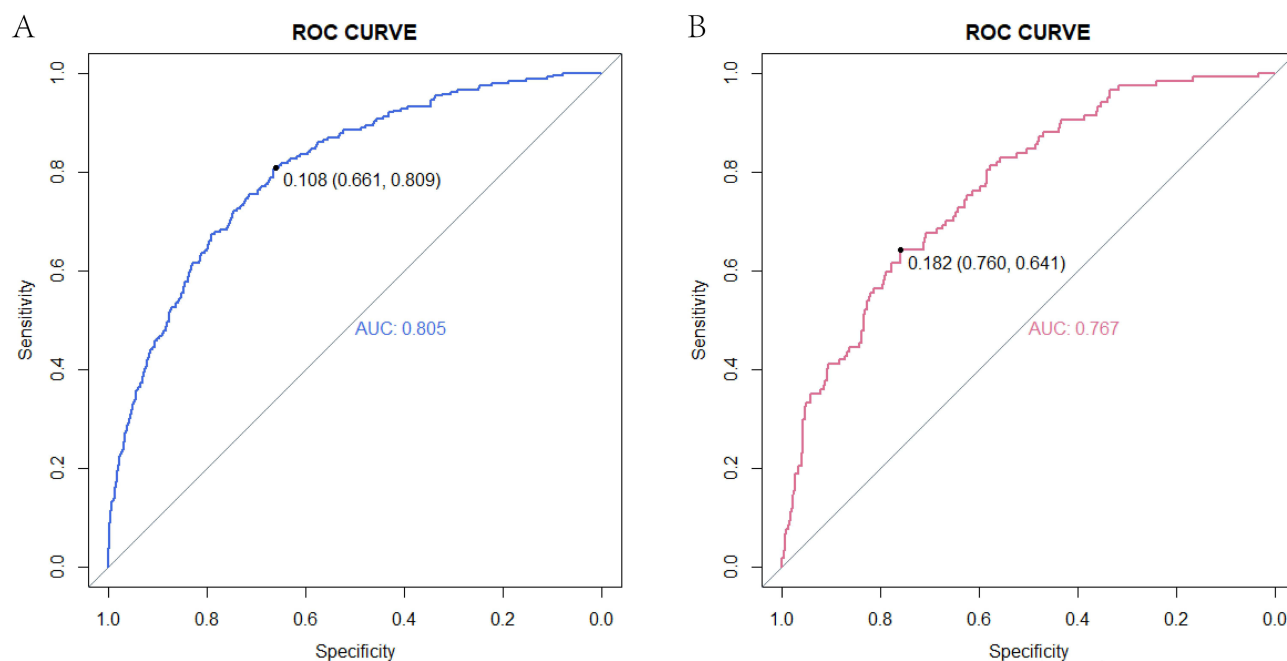 A
ROC CURVE
Sensitivity
1.0
0.8
0.6
0.4
0.2
0.0
0.108 (0.661, 0.809)
AUC: 0.805
1.0 0.8 0.6 0.4 0.2 0.0
Specificity
B
ROC CURVE
Sensitivity
1.0
0.8
0.6
0.4
0.2
0.0
0.182 (0.760, 0.641)
AUC: 0.767
1.0 0.8 0.6 0.4 0.2 0.0
Specificity